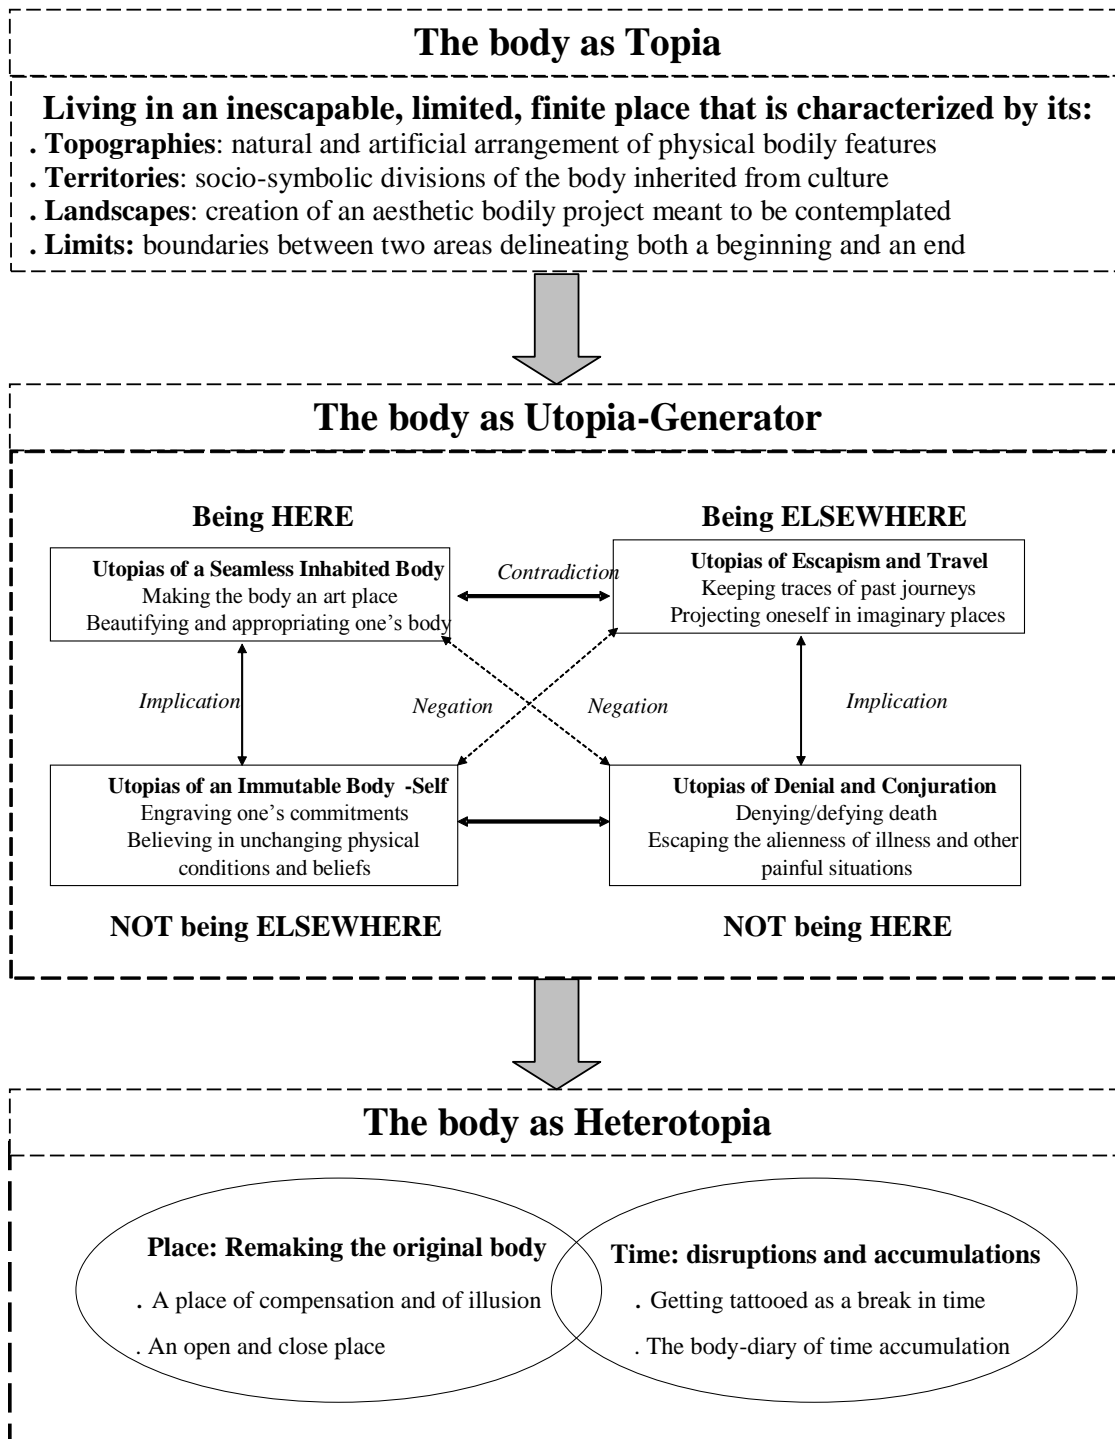 The body as Topia
Living in an inescapable, limited, finite place that is characterized by its:
. Topographies: natural and artificial arrangement of physical bodily features
. Territories: socio-symbolic divisions of the body inherited from culture
. Landscapes: creation of an aesthetic bodily project meant to be contemplated
. Limits: boundaries between two areas delineating both a beginning and an end
The body as Utopia-Generator
Being HERE
Being ELSEWHERE
Utopias of a Seamless Inhabited Body
Making the body an art place
Beautifying and appropriating one’s body
Contradiction
Utopias of Escapism and Travel
Keeping traces of past journeys
Projecting oneself in imaginary places
Implication
Negation
Negation
Implication
Utopias of an Immutable Body -Self
Engraving one’s commitments
Believing in unchanging physical
conditions and beliefs
Utopias of Denial and Conjuration
Denying/defying death
Escaping the alienness of illness and other
painful situations
NOT being ELSEWHERE
NOT being HERE
The body as Heterotopia
Place: Remaking the original body
. A place of compensation and of illusion
. An open and close place
Time: disruptions and accumulations
. Getting tattooed as a break in time
. The body-diary of time accumulation